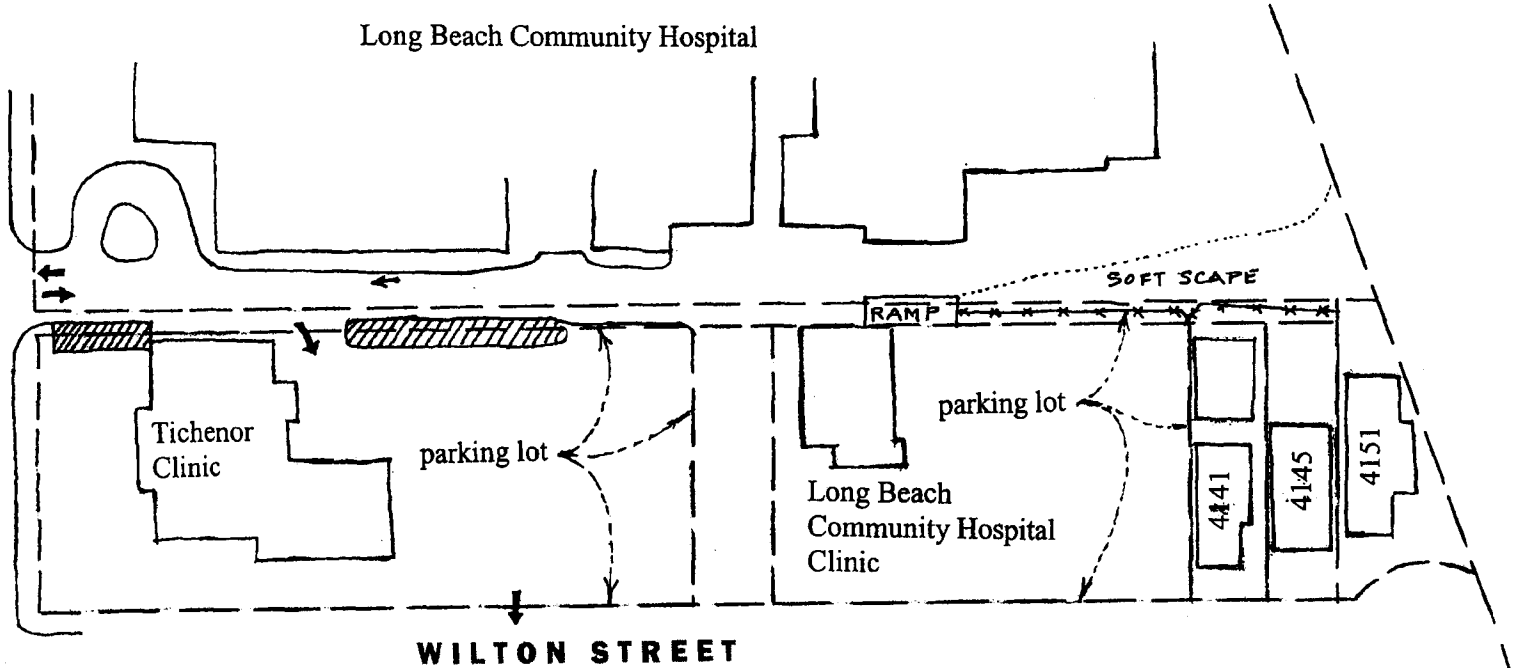 Long Beach Community Hospital
SOFT SCAPE
RAMP
Tichenor
Clinic
parking lot
parking lot
Long Beach
Community Hospital
Clinic
4141
4145
4151
WILTON STREET